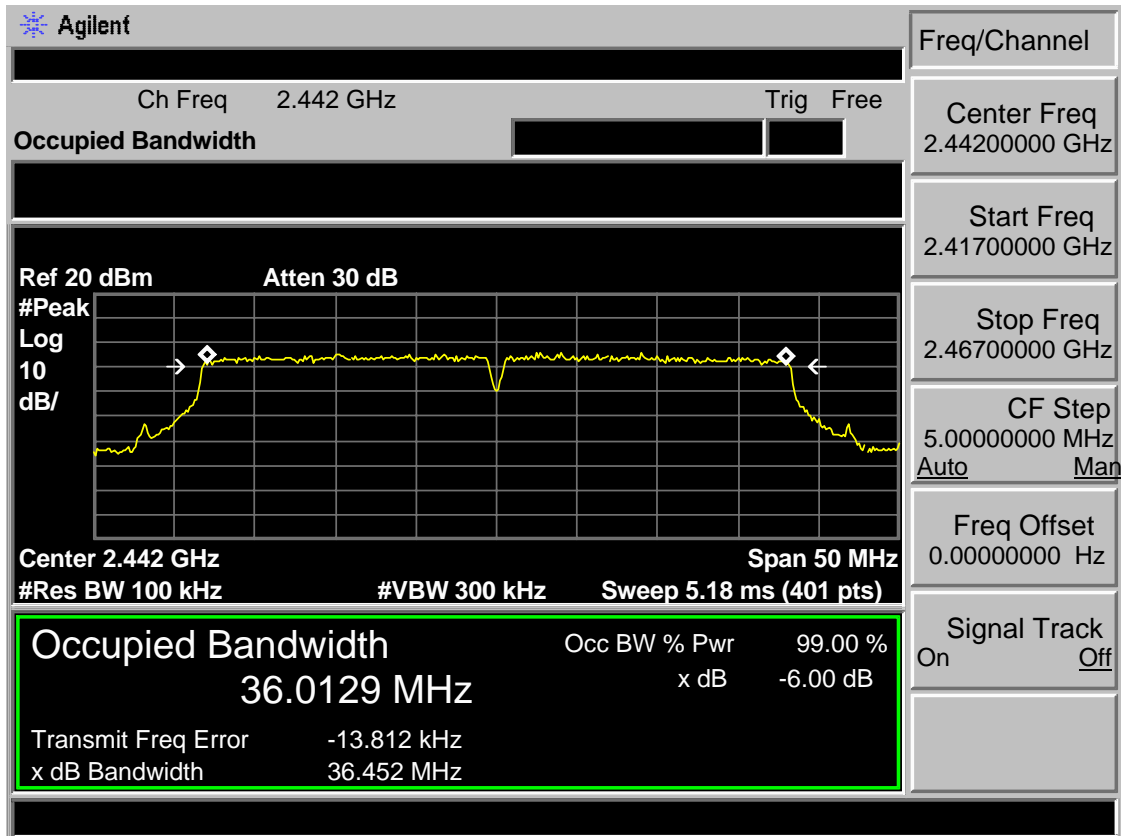 Agilent
Freq/Channel
Ch Freq 2.442 GHz Trig Free
Occupied Bandwidth
Center Freq
2.44200000 GHz
Start Freq
2.41700000 GHz
Stop Freq
2.46700000 GHz
CF Step
5.00000000 MHz
Auto Man
Freq Offset
0.00000000 Hz
Signal Track
On Off
Ref 20 dBm Atten 30 dB
#Peak
Log
10
dB/
Center 2.442 GHz Span 50 MHz
#Res BW 100 kHz #VBW 300 kHz Sweep 5.18 ms (401 pts)
Occupied Bandwidth Occ BW % Pwr 99.00 %
36.0129 MHz x dB -6.00 dB
Transmit Freq Error -13.812 kHz
x dB Bandwidth 36.452 MHz